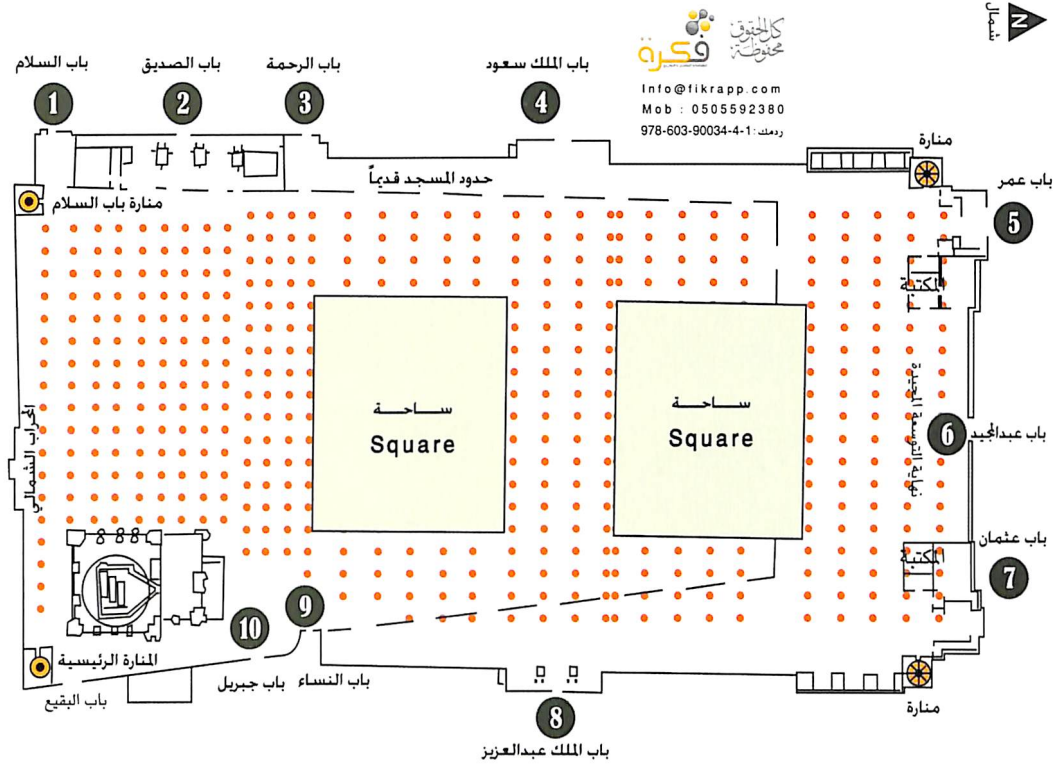 N
شمال
كل الحقوق
محفوظة
فكرة
Info@fikrapp.com
Mob : 0505592380
ردمك: 1-4-90034-603-978
باب السلام
1
باب الصديق
2
باب الرحمة
3
باب الملك سعود
4
منارة
باب عمر
5
منارة باب السلام
حدود المسجد قديماً
المكتبة
ساحة
Square
ساحة
Square
المحراب الشمالي
نهاية التوسعة المجيدة
6
باب عبدالمجيد
باب عثمان
7
المكتبة
9
10
المنارة الرئيسية
باب البقيع
باب جبريل
باب النساء
8
باب الملك عبدالعزيز
منارة